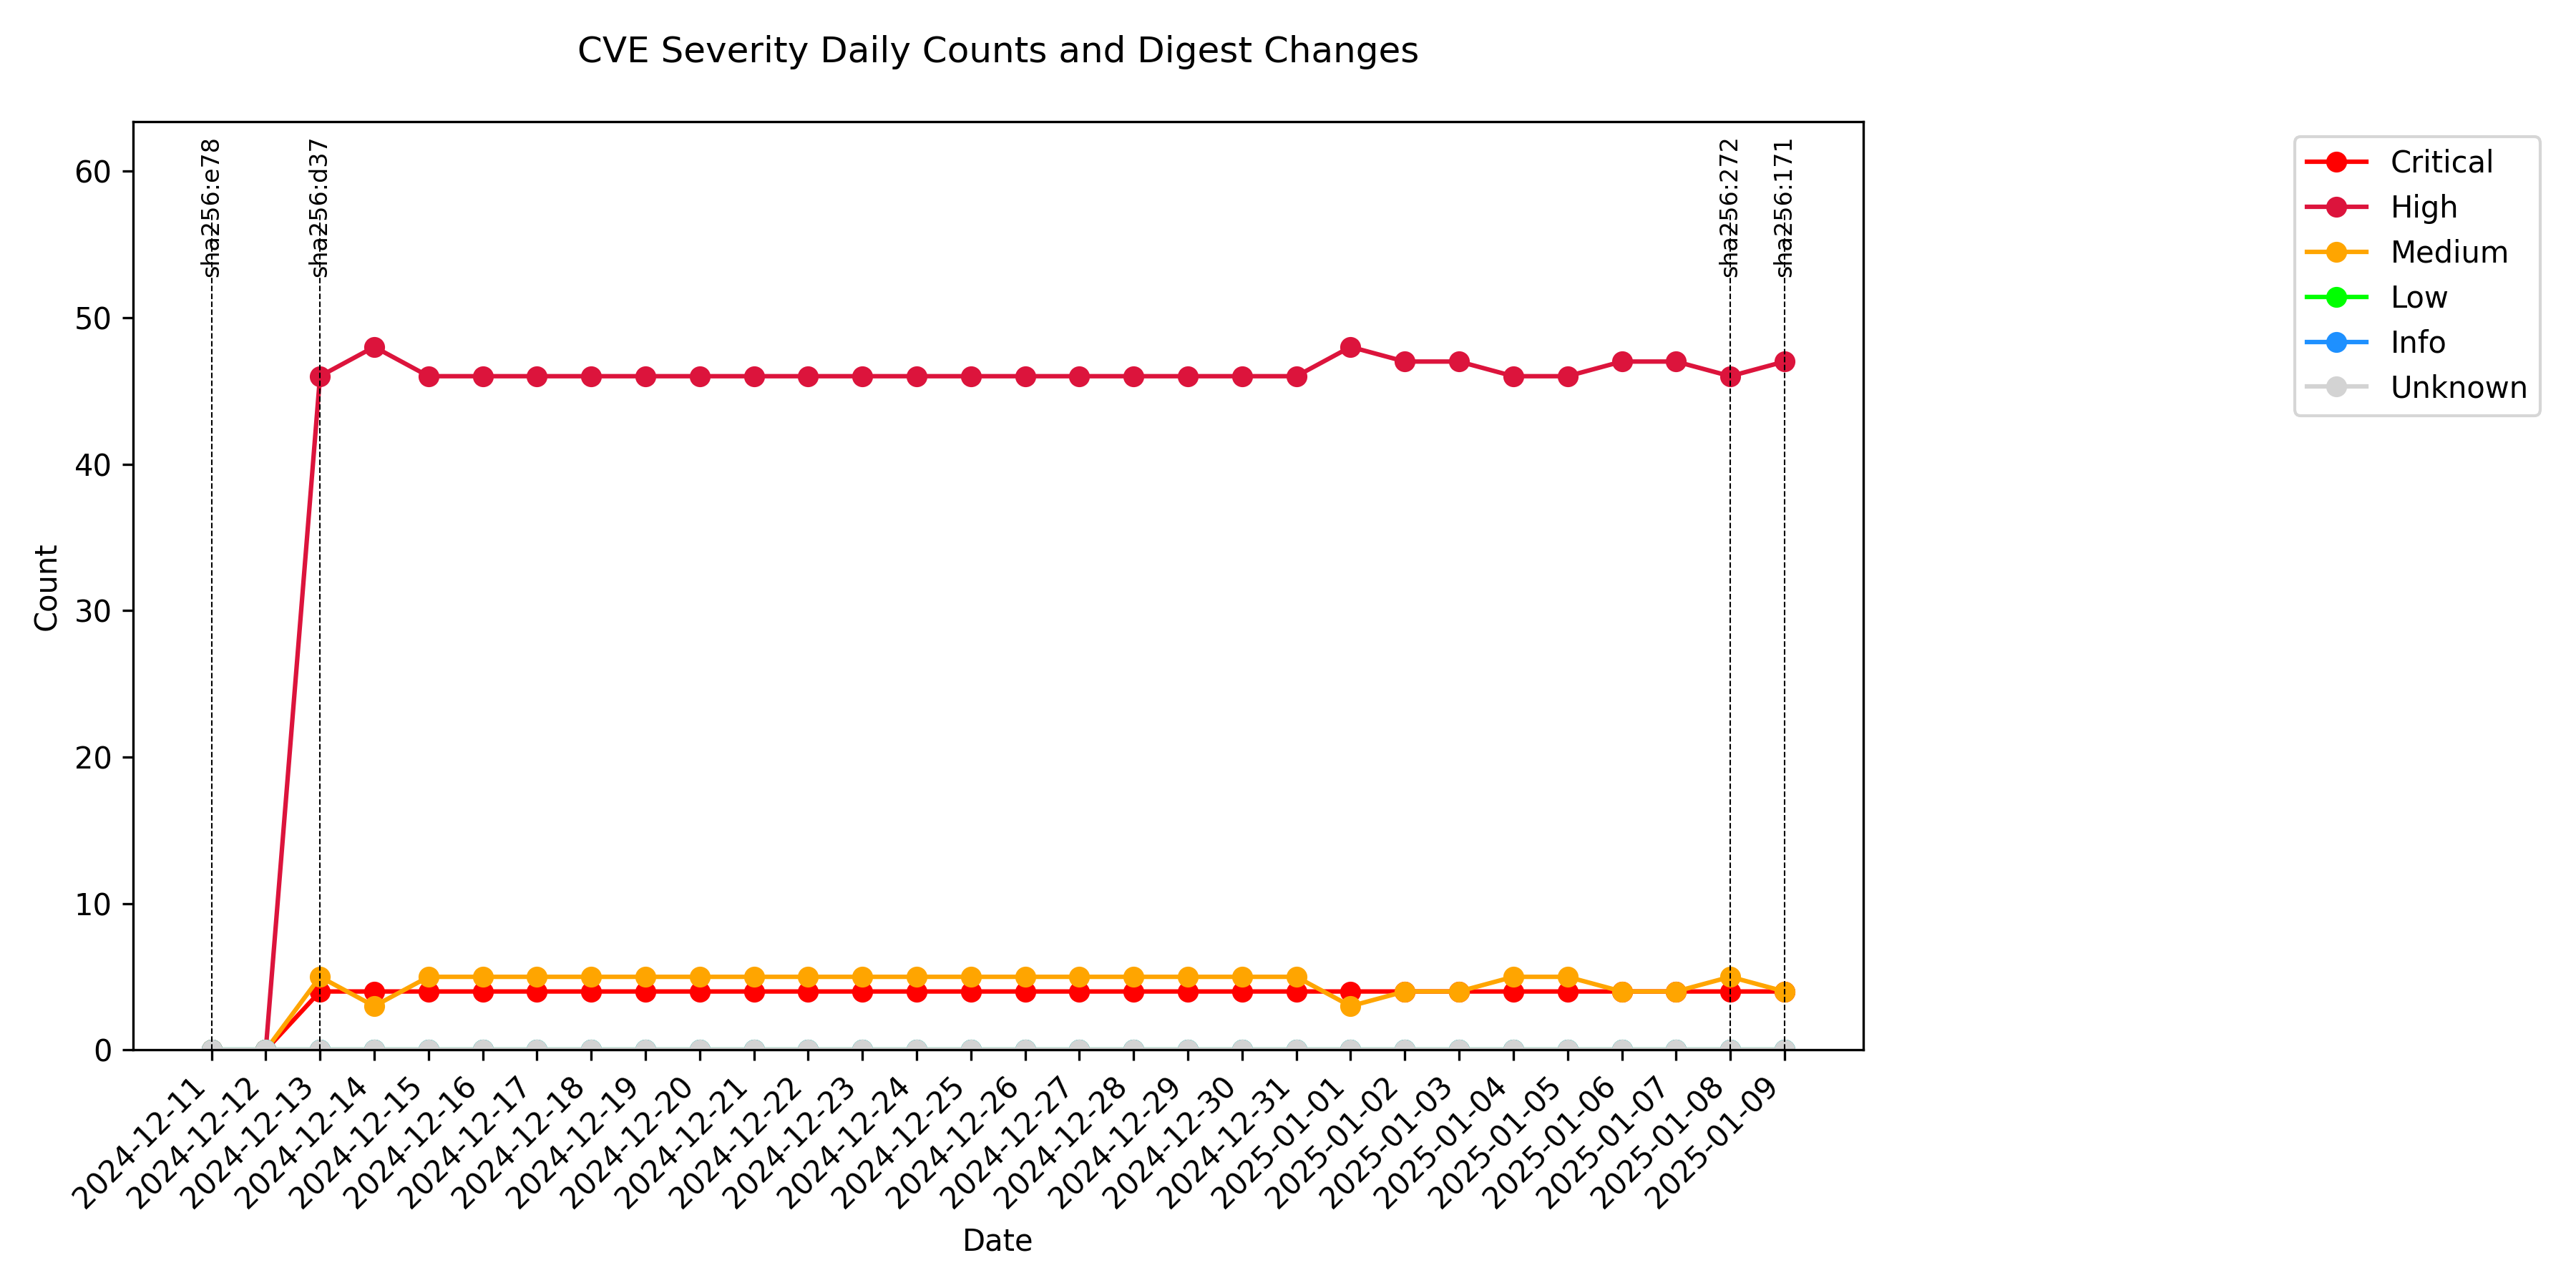 CVE Severity Daily Counts and Digest Changes
sha256:e78
sha256:d37
sha256:272
sha256:171
Critical
High
Medium
Low
Info
Unknown
Count
60
50
40
30
20
10
0
2024-12-11
2024-12-12
2024-12-13
2024-12-14
2024-12-15
2024-12-16
2024-12-17
2024-12-18
2024-12-19
2024-12-20
2024-12-21
2024-12-22
2024-12-23
2024-12-24
2024-12-25
2024-12-26
2024-12-27
2024-12-28
2024-12-29
2024-12-30
2024-12-31
2025-01-01
2025-01-02
2025-01-03
2025-01-04
2025-01-05
2025-01-06
2025-01-07
2025-01-08
2025-01-09
Date